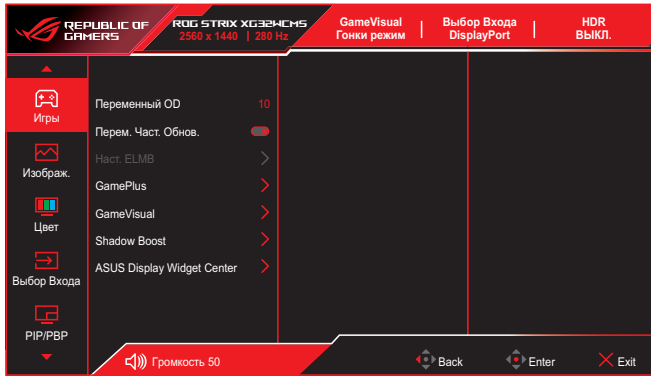 REPUBLIC OF
GAMERS
ROG STRIX XG32WCMS
2560 x 1440 | 280 Hz
GameVisual
Гонки режим
Выбор Входа
DisplayPort
HDR
ВЫКЛ.
Игры
Изображ.
Цвет
Выбор Входа
PIP/PBP
Переменный OD 10
Перем. Част. Обнов.
Наст. ELMB
GamePlus
GameVisual
Shadow Boost
ASUS Display Widget Center
Громкость 50
Back
Enter
Exit